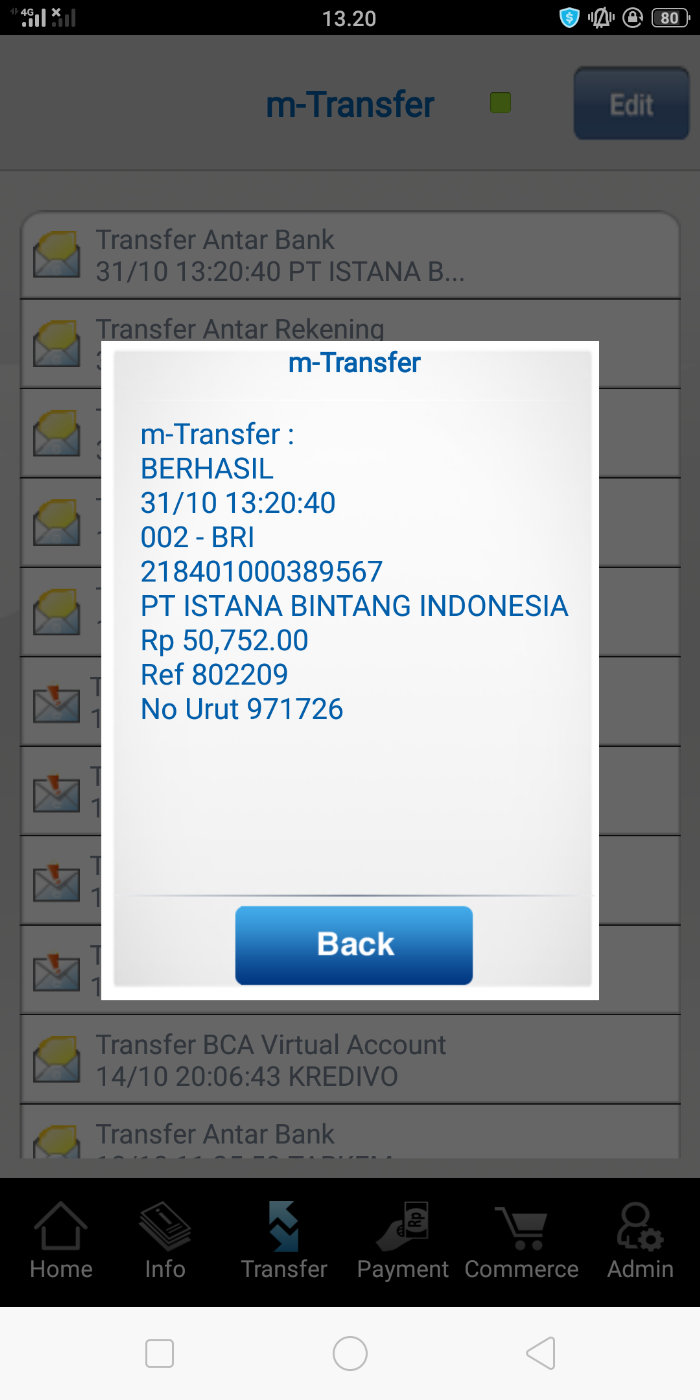 4G
13.20
80
m-Transfer
Edit
Transfer Antar Bank
31/10 13:20:40 PT ISTANA B...
Transfer Antar Rekening
m-Transfer
m-Transfer :
BERHASIL
31/10 13:20:40
002 - BRI
218401000389567
PT ISTANA BINTANG INDONESIA
Rp 50,752.00
Ref 802209
No Urut 971726
Back
Transfer BCA Virtual Account
14/10 20:06:43 KREDIVO
Transfer Antar Bank
Home
Info
Transfer
Rp
Payment
Commerce
Admin